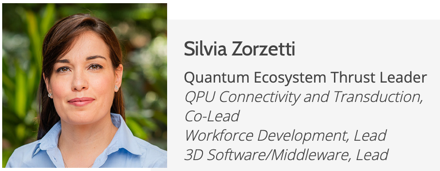 Silvia Zorzetti
Quantum Ecosystem Thrust Leader
QPU Connectivity and Transduction,
Co-Lead
Workforce Development, Lead
3D Software/Middleware, Lead